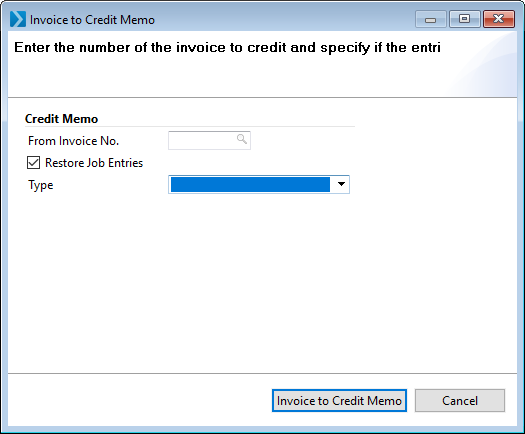 Invoice to Credit Memo
Enter the number of the invoice to credit and specify if the entri
Credit Memo
From Invoice No.
Restore Job Entries
Type
Invoice to Credit Memo
Cancel